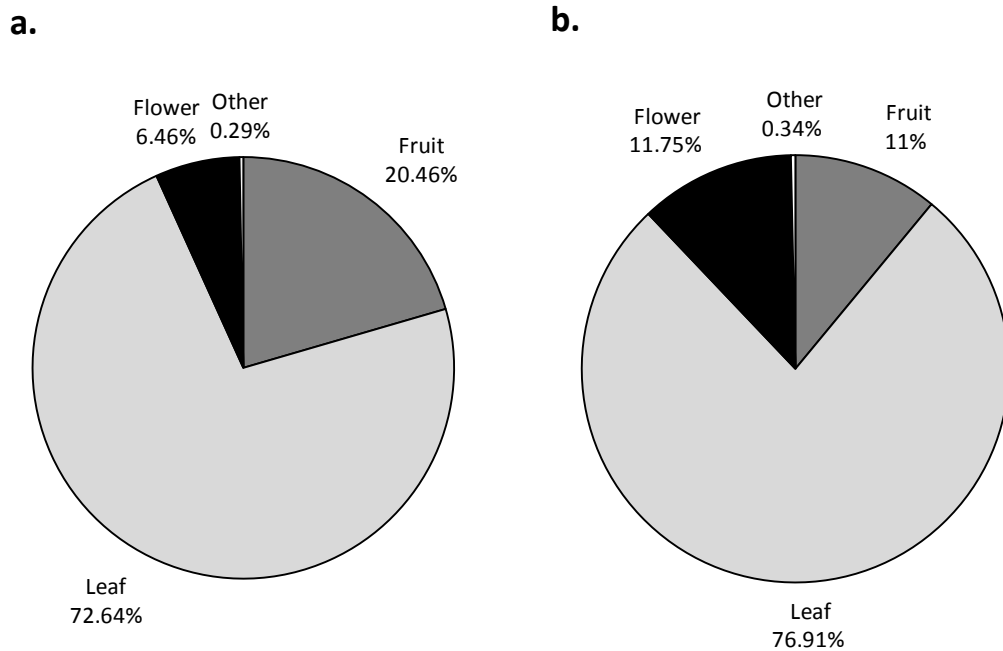 a.
Flower
6.46%
Other
0.29%
Fruit
20.46%
Leaf
72.64%
b.
Flower
11.75%
Other
0.34%
Fruit
11%
Leaf
76.91%